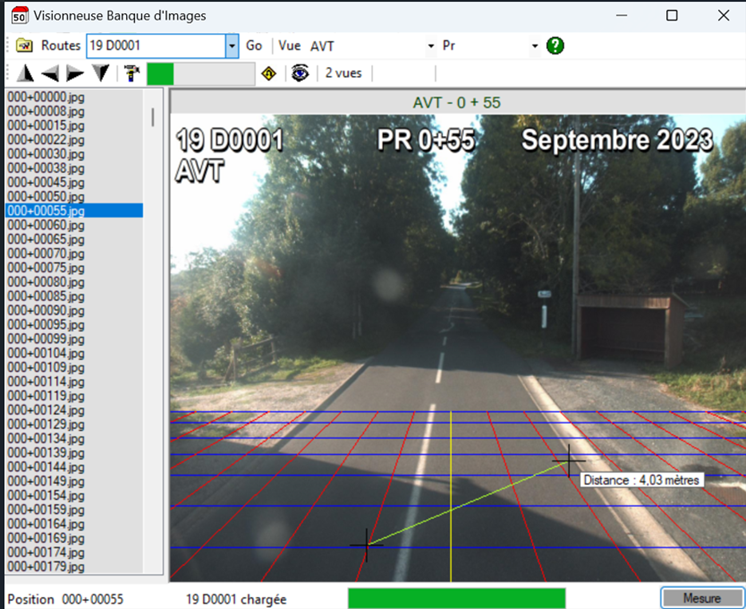 50 Visionneuse Banque d'Images
Routes 19 D0001 Go Vue AVT Pr ?
2 vues
AVT - 0 + 55
19 D0001 PR 0+55 Septembre 2023
AVT
000+00000.jpg
000+00008.jpg
000+00015.jpg
000+00022.jpg
000+00030.jpg
000+00038.jpg
000+00045.jpg
000+00050.jpg
000+00055.jpg
000+00060.jpg
000+00065.jpg
000+00070.jpg
000+00075.jpg
000+00080.jpg
000+00085.jpg
000+00090.jpg
000+00095.jpg
000+00099.jpg
000+00104.jpg
000+00109.jpg
000+00114.jpg
000+00119.jpg
000+00124.jpg
000+00129.jpg
000+00134.jpg
000+00139.jpg
000+00144.jpg
000+00149.jpg
000+00154.jpg
000+00159.jpg
000+00164.jpg
000+00169.jpg
000+00174.jpg
000+00179.jpg
Distance : 4,03 mètres
Position 000+00055 19 D0001 chargée Mesure